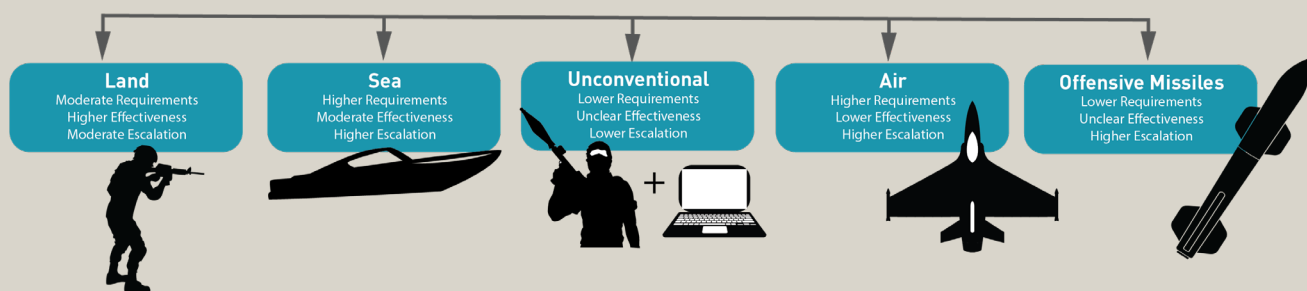 Land
Moderate Requirements
Higher Effectiveness
Moderate Escalation
Sea
Higher Requirements
Moderate Effectiveness
Higher Escalation
Unconventional
Lower Requirements
Unclear Effectiveness
Lower Escalation
+
Air
Higher Requirements
Lower Effectiveness
Higher Escalation
Offensive Missiles
Lower Requirements
Unclear Effectiveness
Higher Escalation